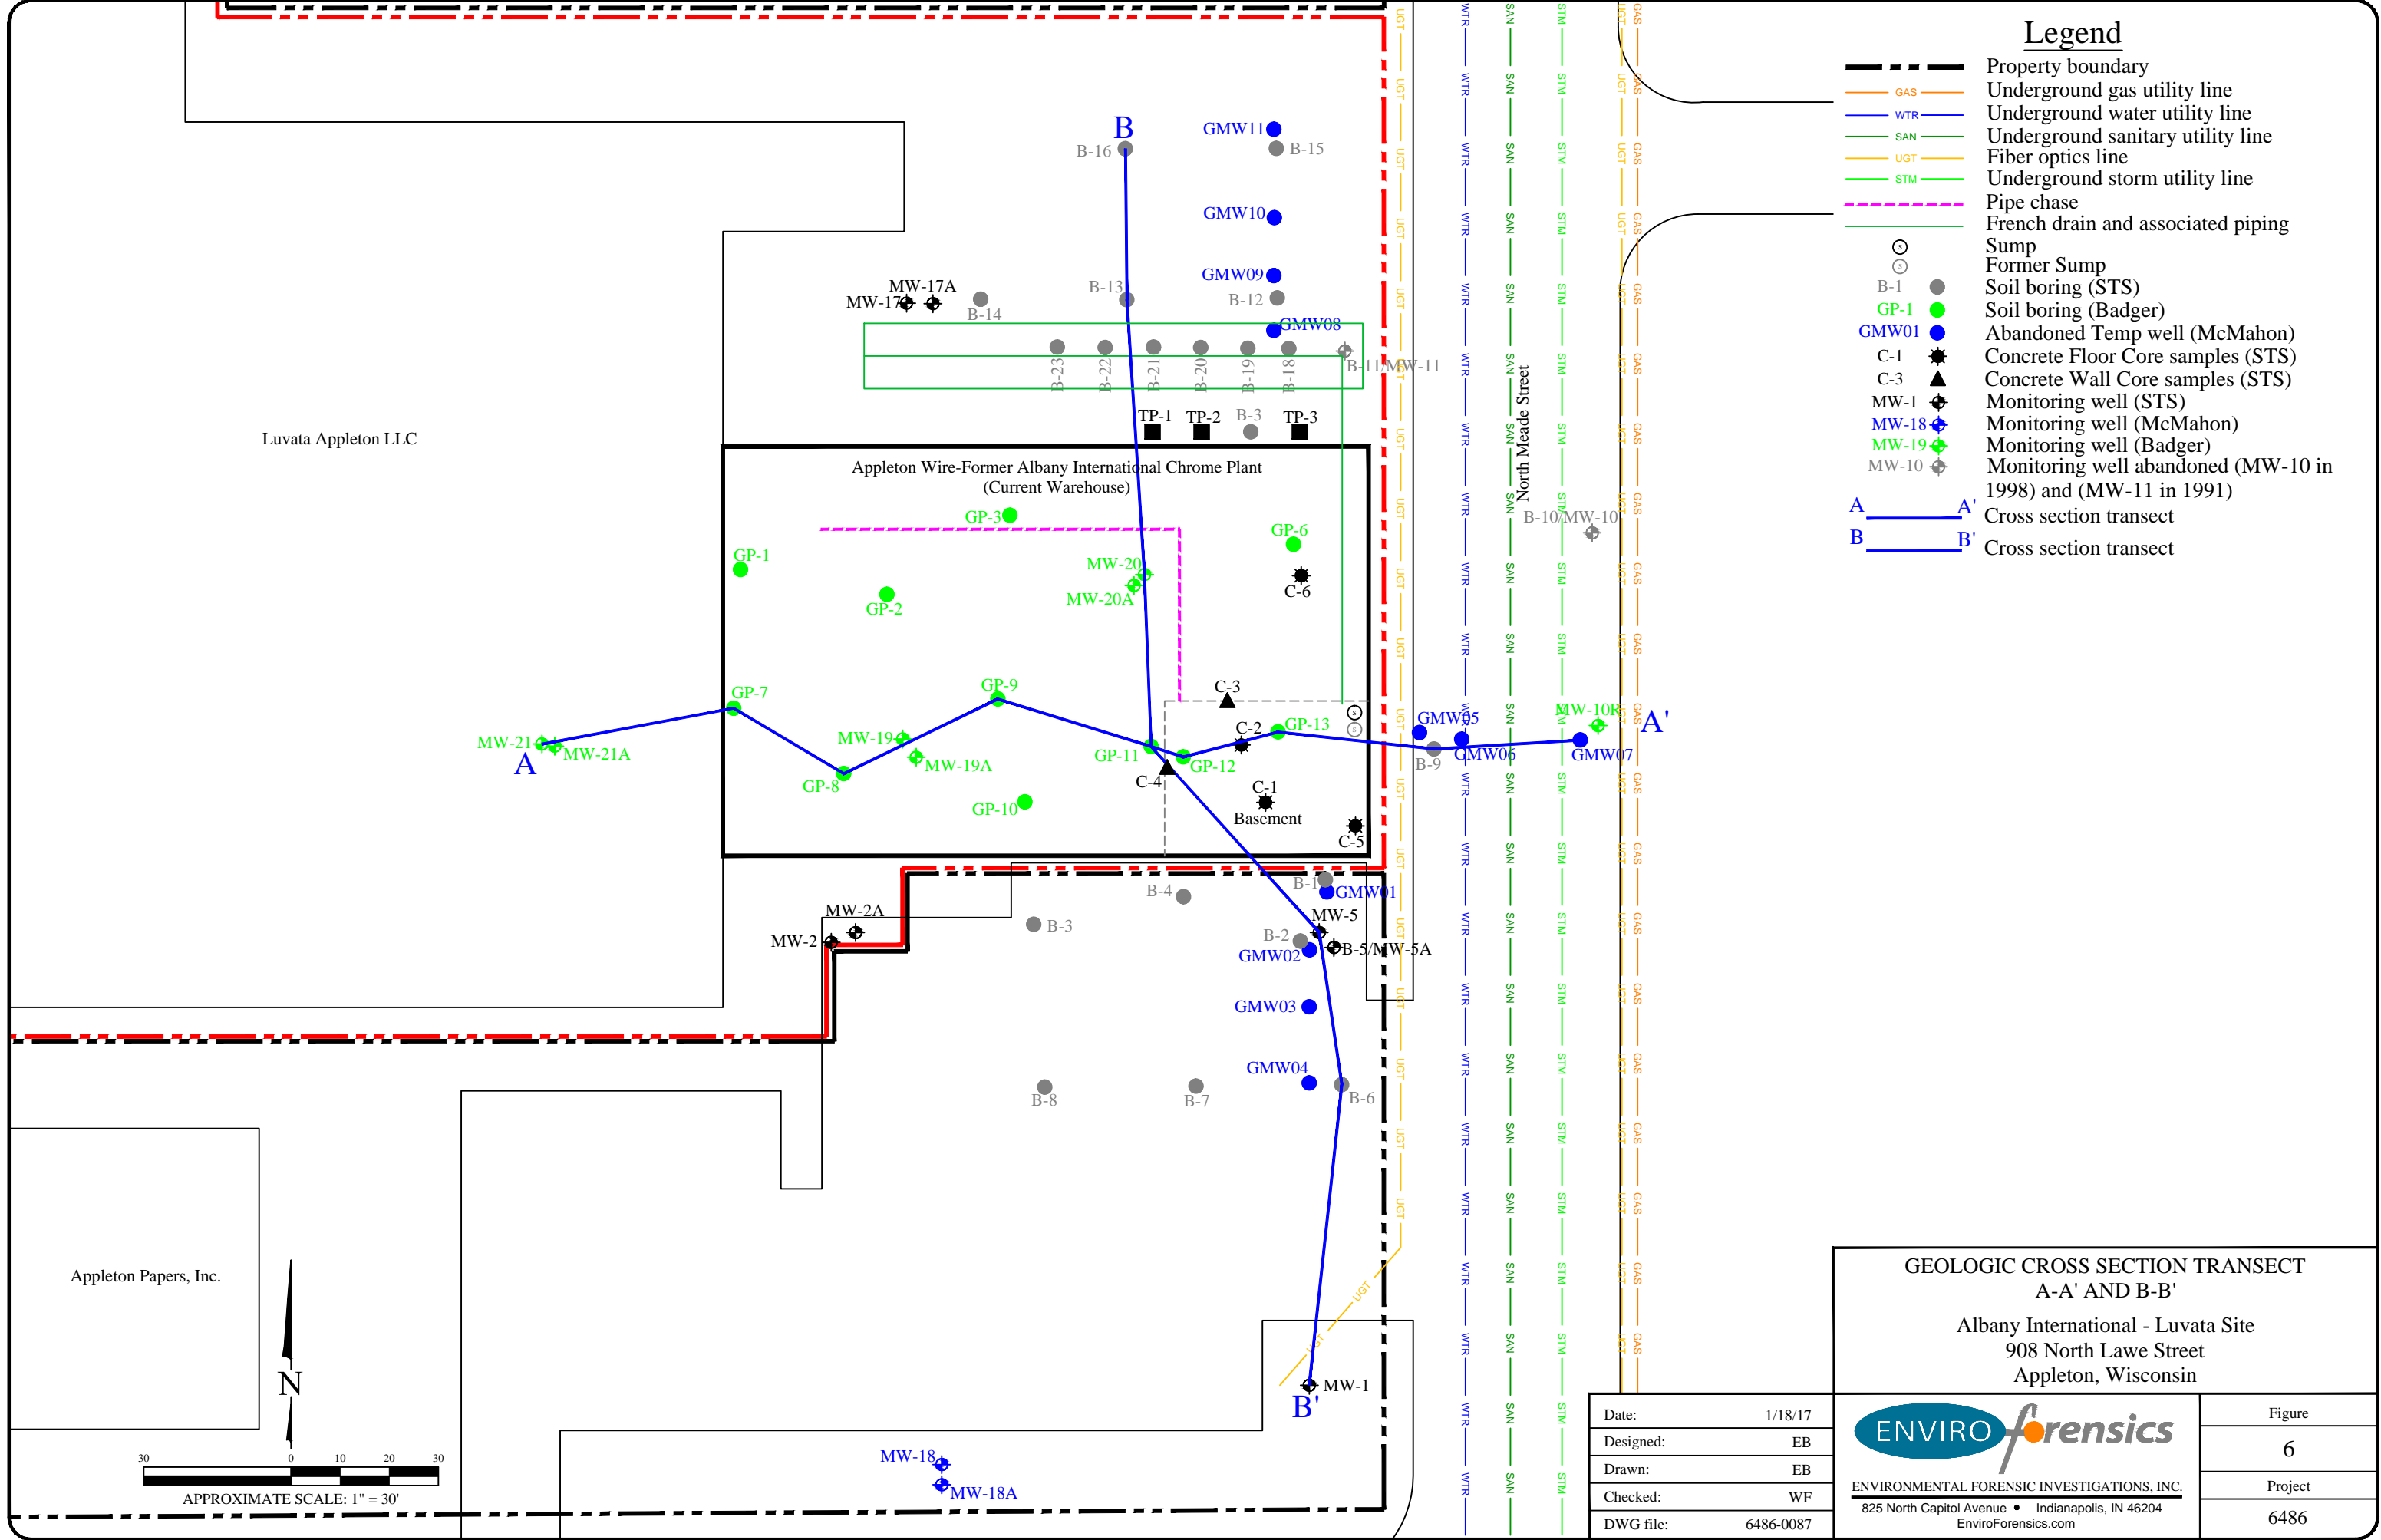 Legend
Property boundary
GAS Underground gas utility line
WTR Underground water utility line
SAN Underground sanitary utility line
UGT Fiber optics line
STM Underground storm utility line
Pipe chase
French drain and associated piping
S Sump
S Former Sump
B-1 Soil boring (STS)
GP-1 Soil boring (Badger)
GMW01 Abandoned Temp well (McMahon)
C-1 Concrete Floor Core samples (STS)
C-3 Concrete Wall Core samples (STS)
MW-1 Monitoring well (STS)
MW-18 Monitoring well (McMahon)
MW-19 Monitoring well (Badger)
MW-10 Monitoring well abandoned (MW-10 in
1998) and (MW-11 in 1991)
A A' Cross section transect
B B' Cross section transect
B
B-16
GMW11
B-15
GMW10
GMW09
B-12
B-13
MW-17A
MW-17
B-14
GMW08
B-23
B-22
B-21
B-20
B-19
B-18
B-11/MW-11
TP-1
TP-2
B-3
TP-3
Luvata Appleton LLC
Appleton Wire-Former Albany International Chrome Plant
(Current Warehouse)
North Meade Street
GP-3
GP-6
B-10/MW-10
GP-1
MW-20
C-6
MW-20A
GP-2
GP-7
GP-9
C-3
S
S
MW-10R
A'
GMW05
C-2
GP-13
MW-21
MW-21A
A
MW-19
MW-19A
GP-11
GP-12
B-9
GMW06
GMW07
GP-8
C-4
C-1
Basement
GP-10
C-5
B-1
GMW01
B-4
MW-2A
MW-2
B-3
MW-5
B-2
B-5/MW-5A
GMW02
GMW03
GMW04
B-8
B-7
B-6
Appleton Papers, Inc.
N
30 0 10 20 30
APPROXIMATE SCALE: 1" = 30'
MW-1
B'
MW-18
MW-18A
UGT
WTR
SAN
STM
UGT
GAS
GEOLOGIC CROSS SECTION TRANSECT
A-A' AND B-B'
Albany International - Luvata Site
908 North Lawe Street
Appleton, Wisconsin
Date: 1/18/17
Designed: EB
Drawn: EB
Checked: WF
DWG file: 6486-0087
ENVIRO forensics
ENVIRONMENTAL FORENSIC INVESTIGATIONS, INC.
825 North Capitol Avenue • Indianapolis, IN 46204
EnviroForensics.com
Figure
6
Project
6486